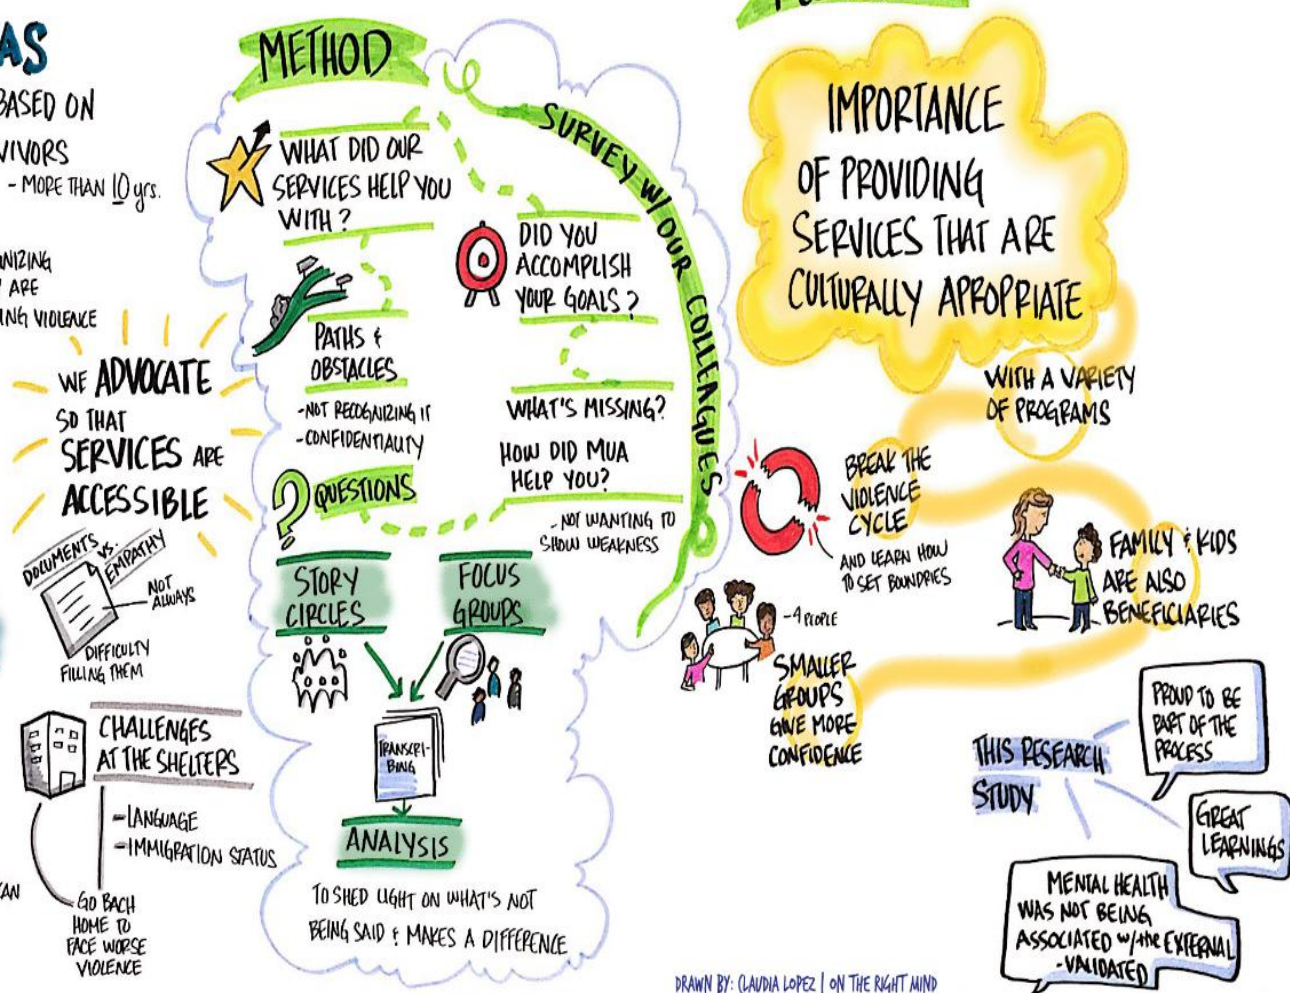 AS
BASED ON
VIVORS
- MORE THAN 10 yrs.
NIZING
ARE
ING VIOLENCE
WE ADVOCATE
SO THAT
SERVICES ARE
ACCESSIBLE
DOCUMENTS
VS.
EMPATHY
NOT
ALWAYS
DIFFICULTY
FILLING THEM
CHALLENGES
AT THE SHELTERS
- LANGUAGE
- IMMIGRATION STATUS
AN
GO BACH
HOME TO
FACE WORSE
VIOLENCE
METHOD
WHAT DID OUR
SERVICES HELP YOU
WITH?
PATHS &
OBSTACLES
- NOT RECOGNIZING IT
- CONFIDENTIALITY
QUESTIONS
SURVEY W/ OUR COLLEAGUES
DID YOU
ACCOMPLISH
YOUR GOALS?
WHAT'S MISSING?
HOW DID MUA
HELP YOU?
- NOT WANTING TO
SHOW WEAKNESS
STORY
CIRCLES
FOCUS
GROUPS
TRANSCRI-
BING
ANALYSIS
TO SHED LIGHT ON WHAT'S NOT
BEING SAID & MAKES A DIFFERENCE
IMPORTANCE
OF PROVIDING
SERVICES THAT ARE
CULTURALLY APROPRIATE
WITH A VARIETY
OF PROGRAMS
BREAK THE
VIOLENCE
CYCLE
AND LEARN HOW
TO SET BOUNDRIES
FAMILY & KIDS
ARE ALSO
BENEFICIARIES
- 4 PEOPLE
SMALLER
GROUPS
GIVE MORE
CONFIDENCE
THIS RESEARCH
STUDY
PROUD TO BE
PART OF THE
PROCESS
GREAT
LEARNINGS
MENTAL HEALTH
WAS NOT BEING
ASSOCIATED w/the EXTERNAL
- VALIDATED
DRAWN BY: CLAUDIA LOPEZ | ON THE RIGHT MIND